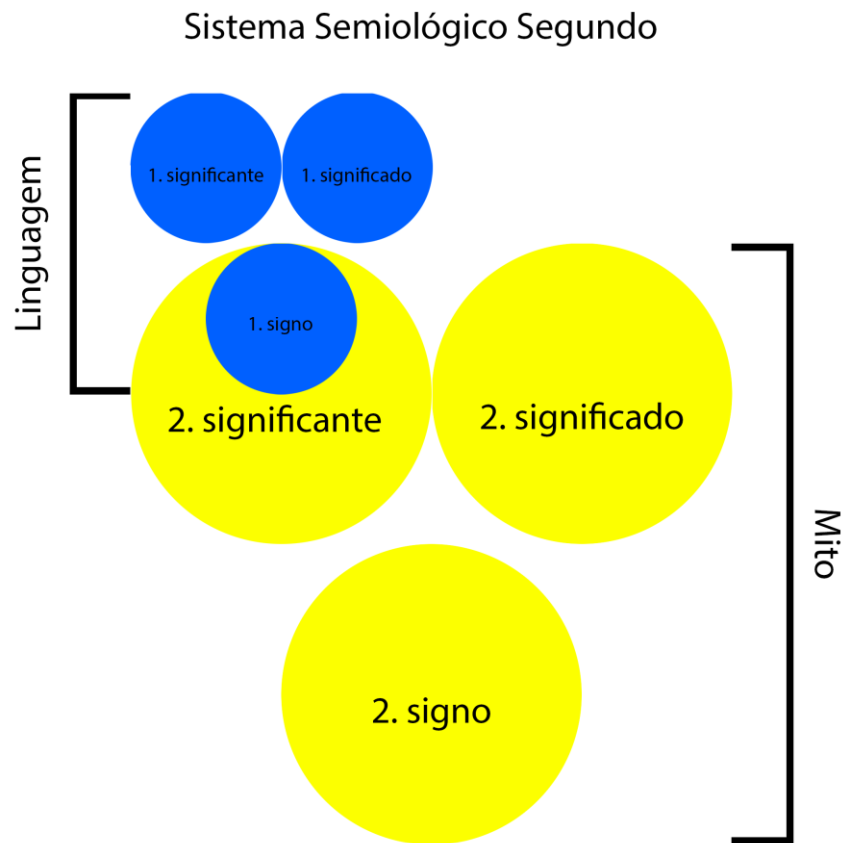 Sistema Semiológico Segundo
Linguagem
1. significante
1. significado
1. signo
2. significante
2. significado
Mito
2. signo